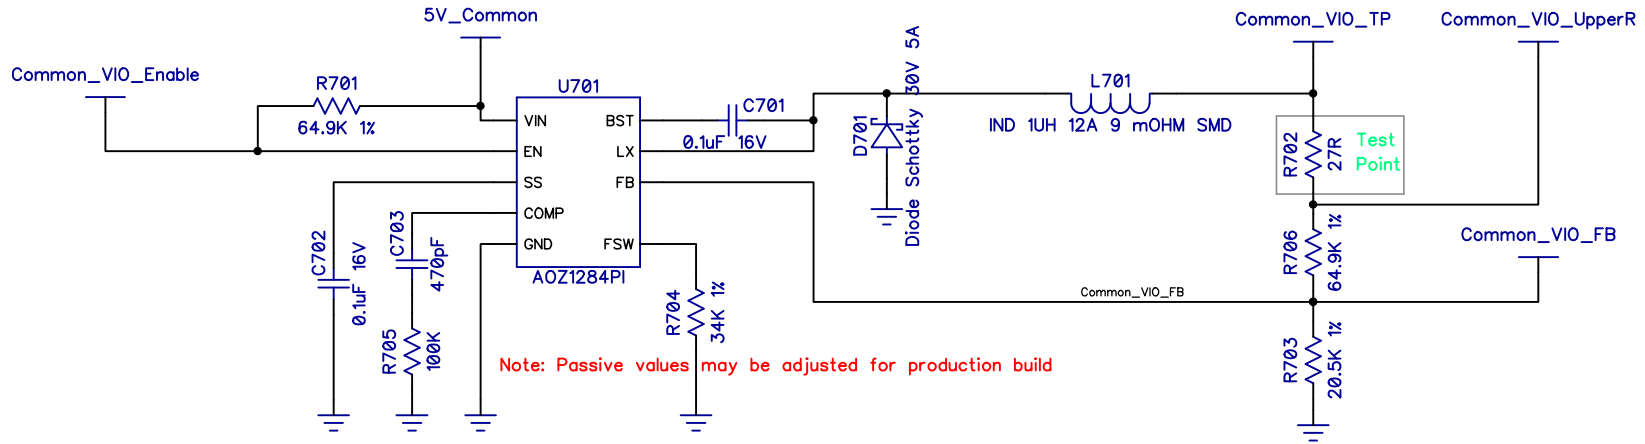 5V_Common
Common_VIO_TP
Common_VIO_UpperR
Common_VIO_Enable
R701
64.9K 1%
U701
VIN
EN
SS
COMP
GND
BST
LX
FB
FSW
AOZ1284PI
C701
0.1uF 16V
D701
Diode Schottky 30V 5A
L701
IND 1UH 12A 9 mOHM SMD
R702
27R
Test
Point
R706
64.9K 1%
Common_VIO_FB
Common_VIO_FB
C702
0.1uF 16V
C703
470pF
R705
100K
R704
34K 1%
R703
20.5K 1%
Note: Passive values may be adjusted for production build